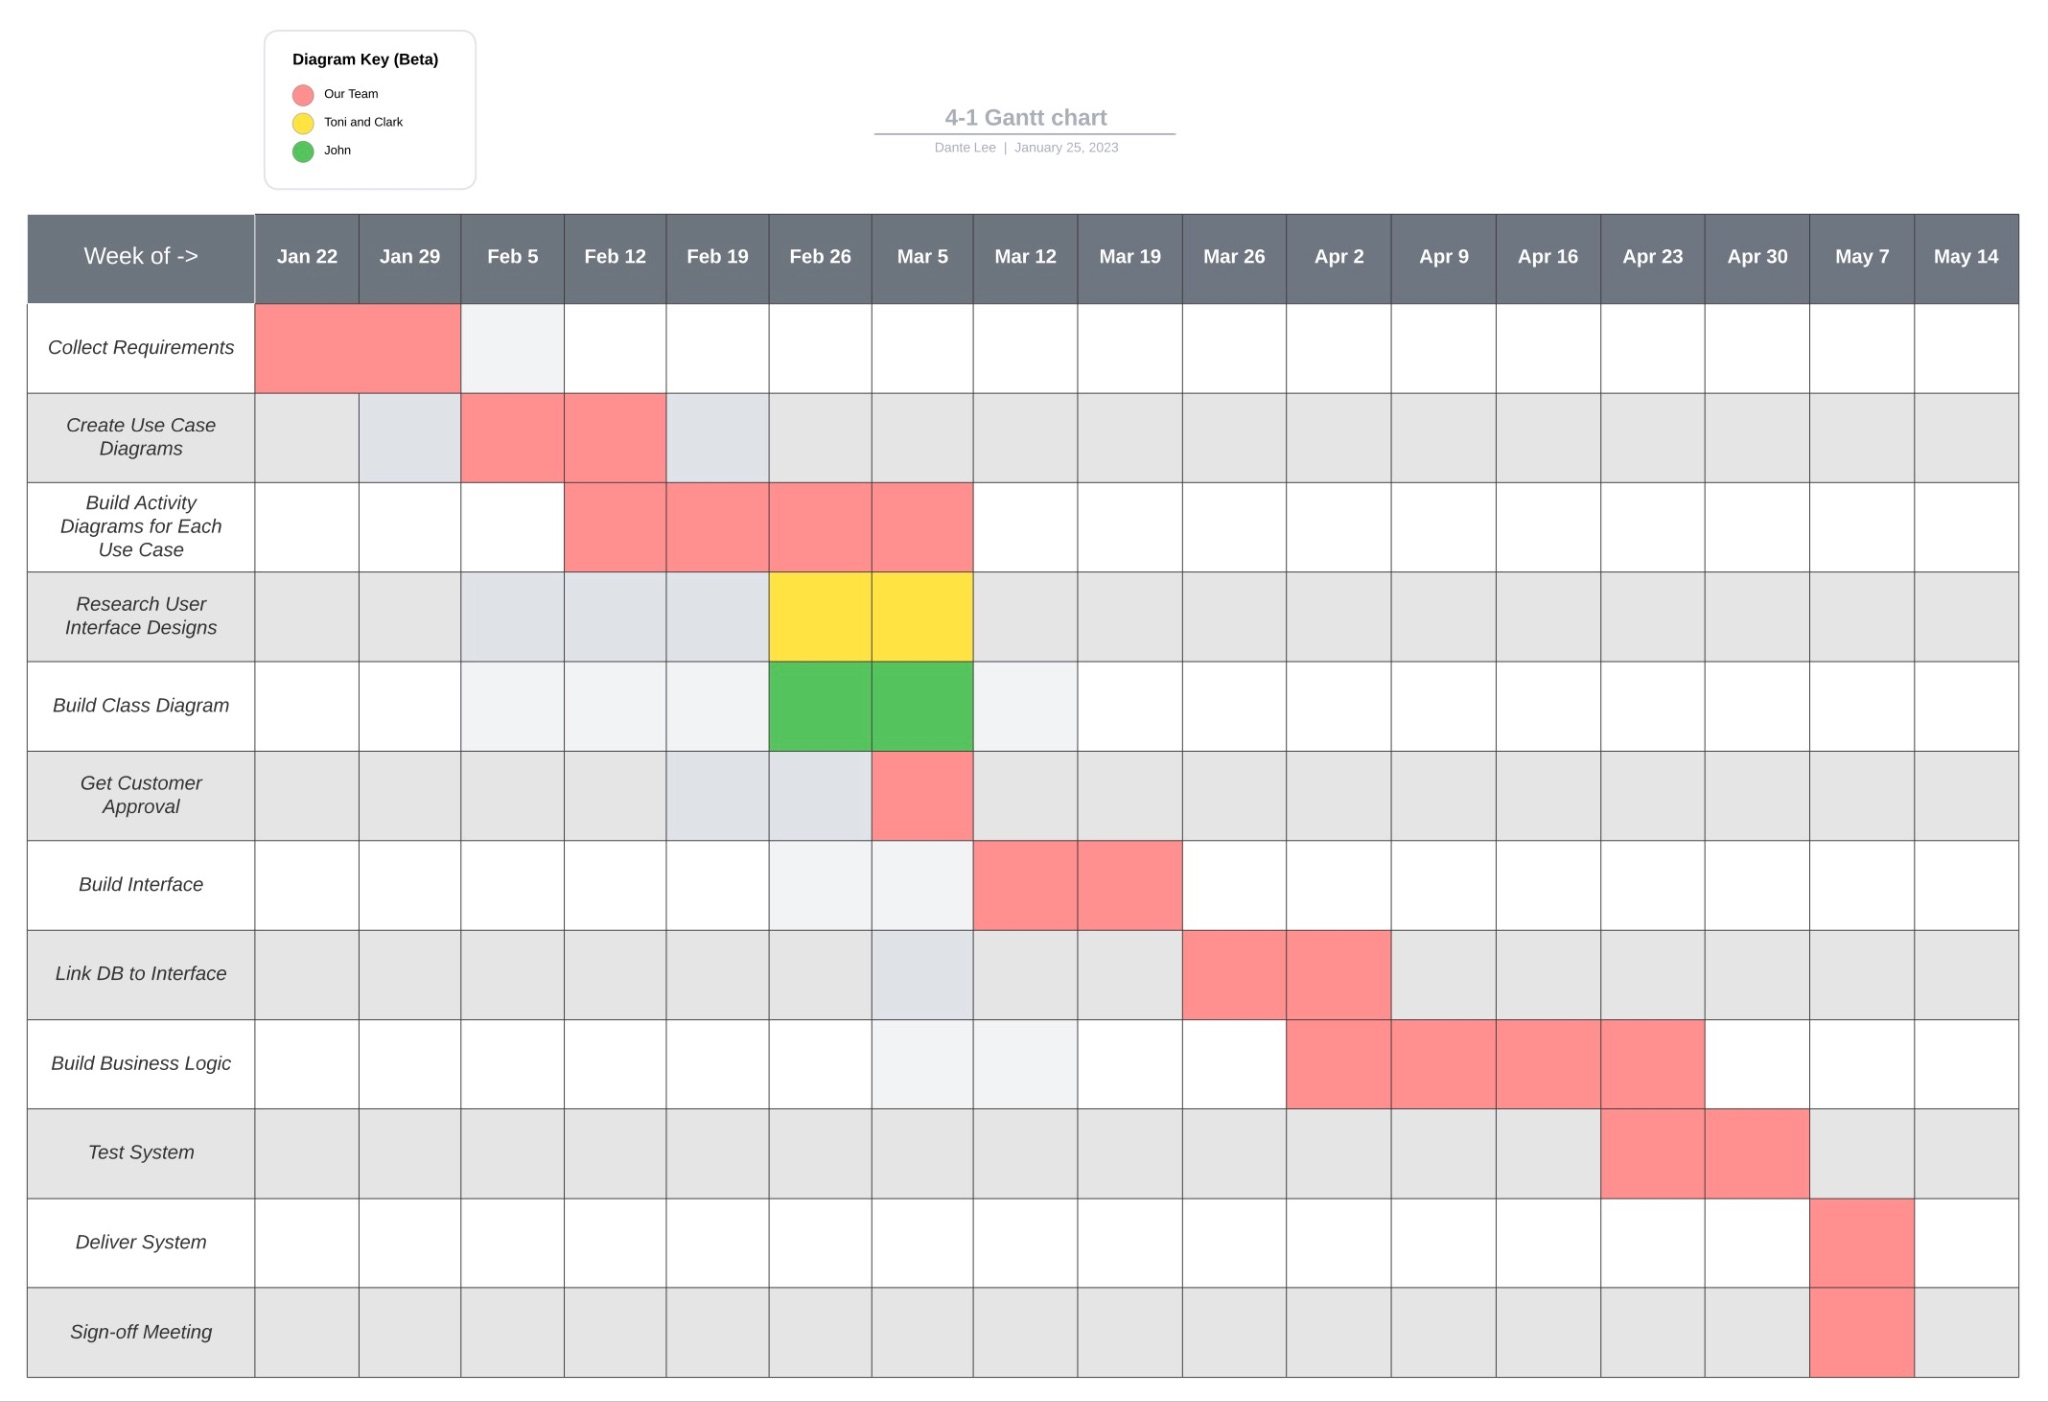 Diagram Key (Beta)
Our Team
Toni and Clark
John
4-1 Gantt chart
Dante Lee | January 25, 2023
Week of -> Jan 22 Jan 29 Feb 5 Feb 12 Feb 19 Feb 26 Mar 5 Mar 12 Mar 19 Mar 26 Apr 2 Apr 9 Apr 16 Apr 23 Apr 30 May 7 May 14
Collect Requirements
Create Use Case
Diagrams
Build Activity
Diagrams for Each
Use Case
Research User
Interface Designs
Build Class Diagram
Get Customer
Approval
Build Interface
Link DB to Interface
Build Business Logic
Test System
Deliver System
Sign-off Meeting